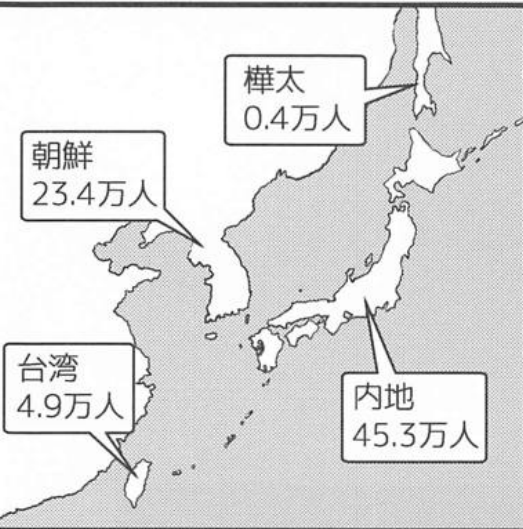 樺太
0.4万人
朝鮮
23.4万人
台湾
4.9万人
内地
45.3万人